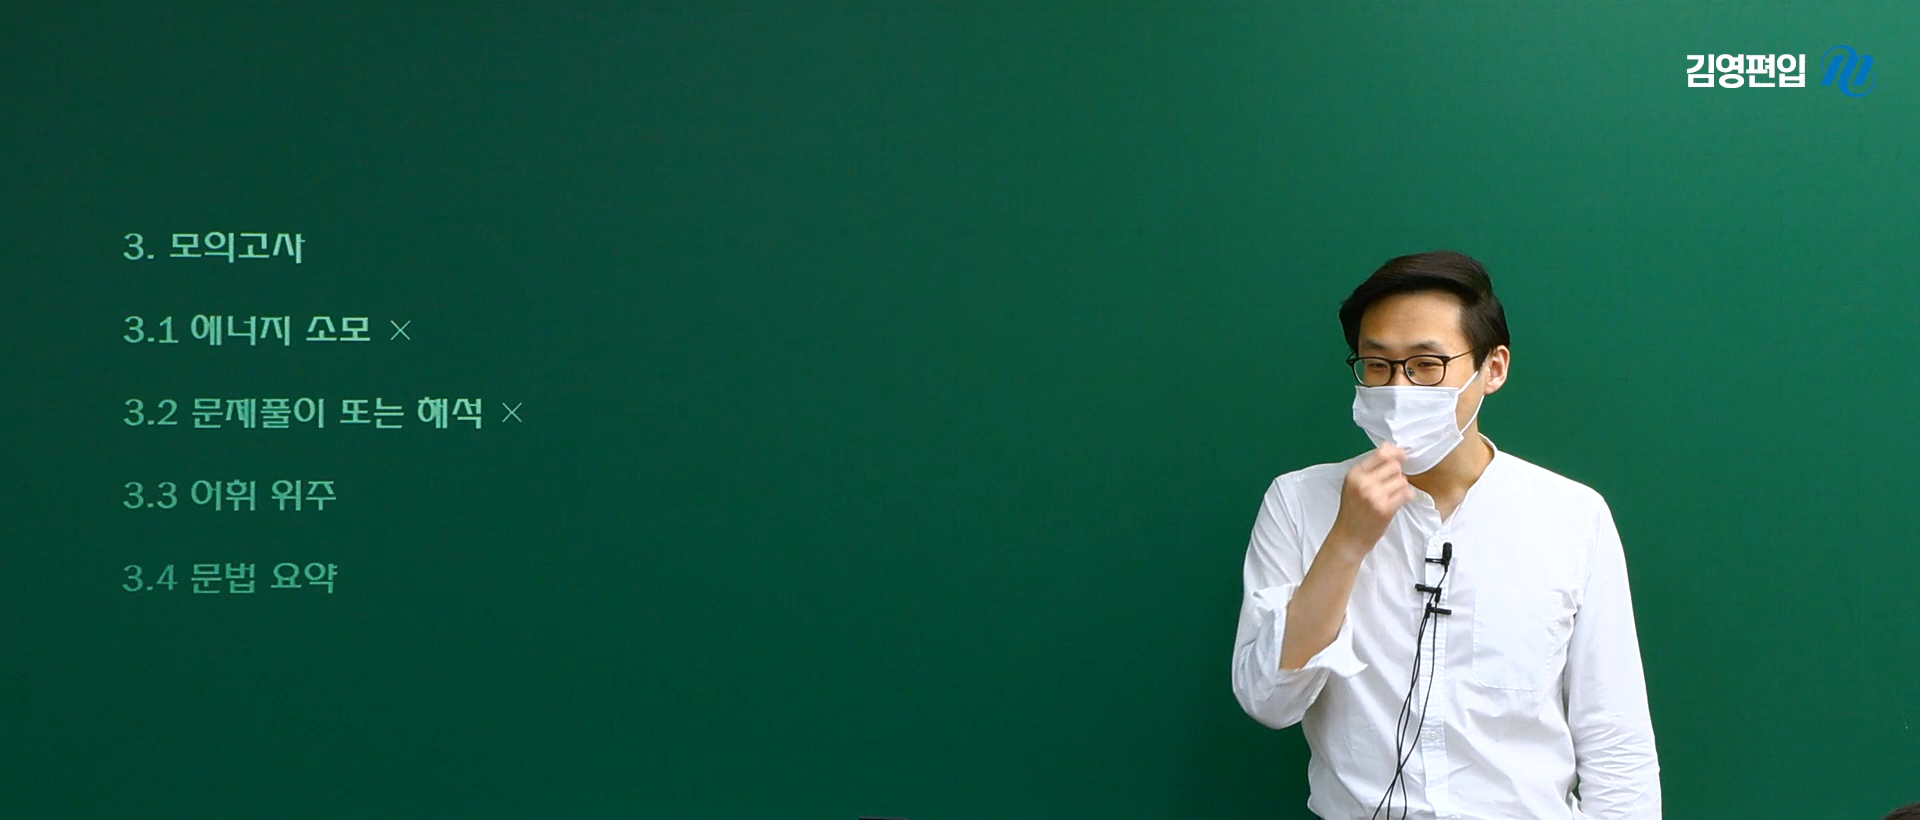 김영편입
3. 모의고사
3.1 에너지 소모 ×
3.2 문제풀이 또는 해석 ×
3.3 어휘 위주
3.4 문법 요약